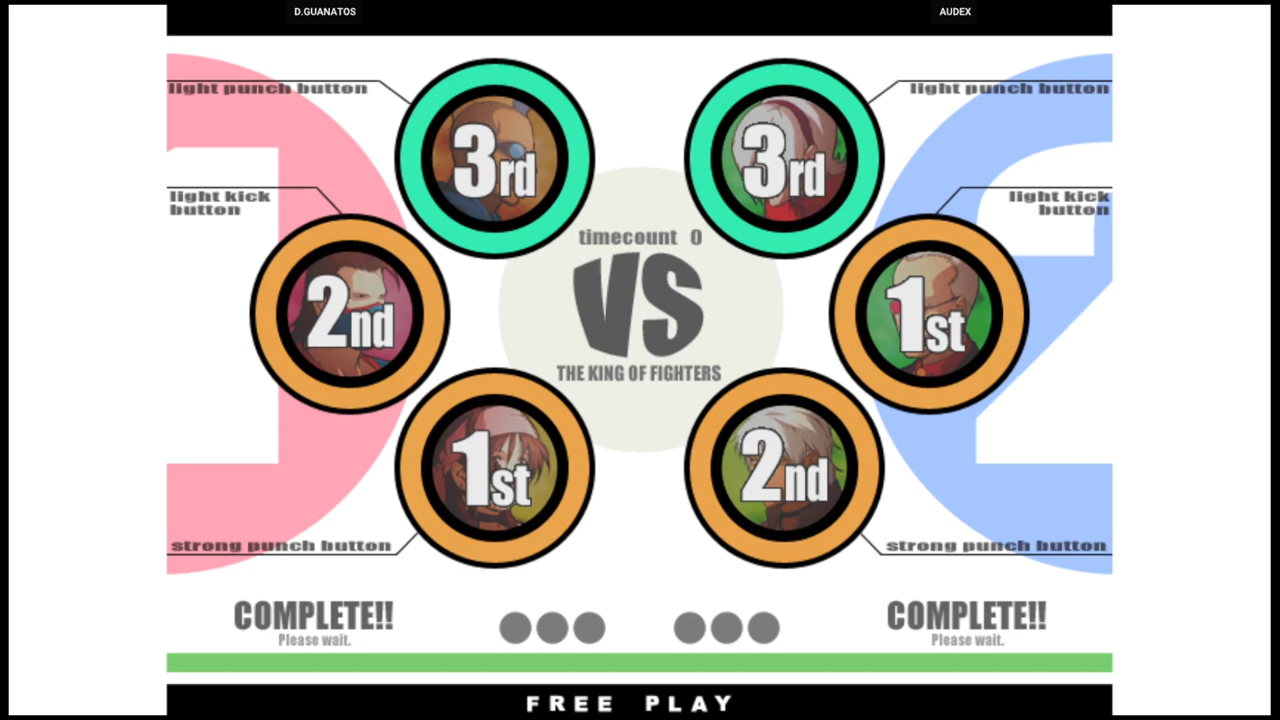 D.GUANATOS
AUDEX
light punch button
light punch button
3rd
3rd
light kick
button
light kick
button
timecount 0
VS
THE KING OF FIGHTERS
2nd
1st
1st
2nd
strong punch button
strong punch button
COMPLETE!!
Please wait.
COMPLETE!!
Please wait.
FREE PLAY
1
2